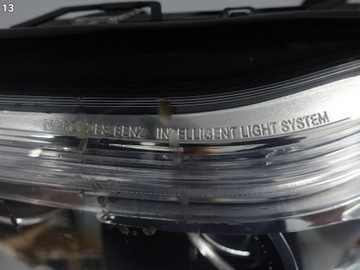 13
MERCEDES-BENZ INTELLIGENT LIGHT SYSTEM